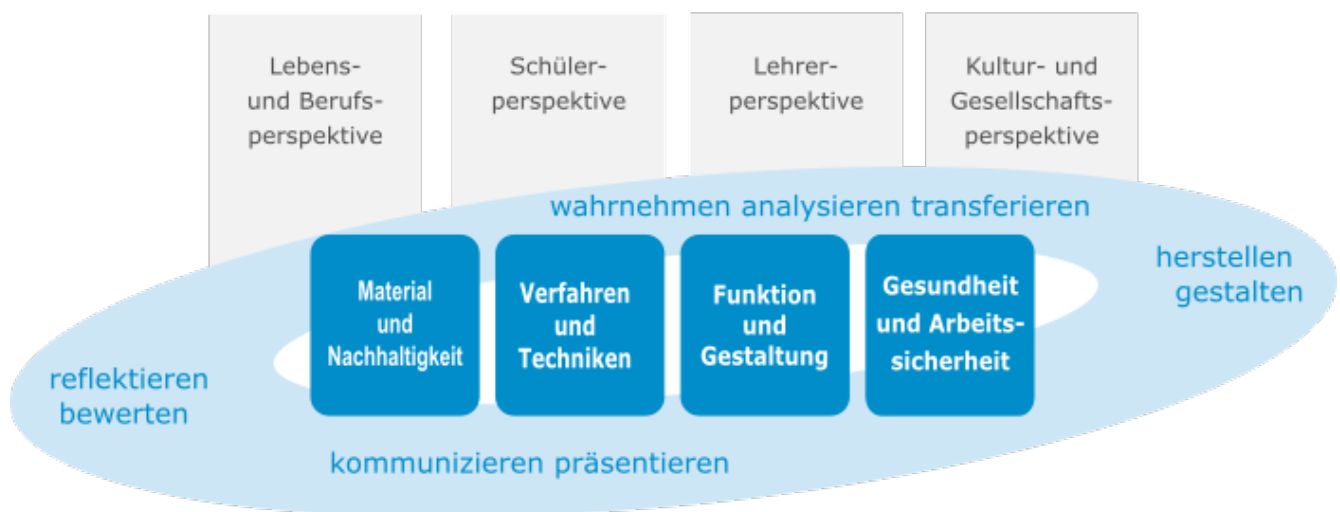 Lebens-
und Berufs-
perspektive
Schüler-
perspektive
Lehrer-
perspektive
Kultur- und
Gesellschafts-
perspektive
wahrnehmen analysieren transferieren
herstellen
gestalten
Material
und
Nachhaltigkeit
Verfahren
und
Techniken
Funktion
und
Gestaltung
Gesundheit
und Arbeits-
sicherheit
reflektieren
bewerten
kommunizieren präsentieren